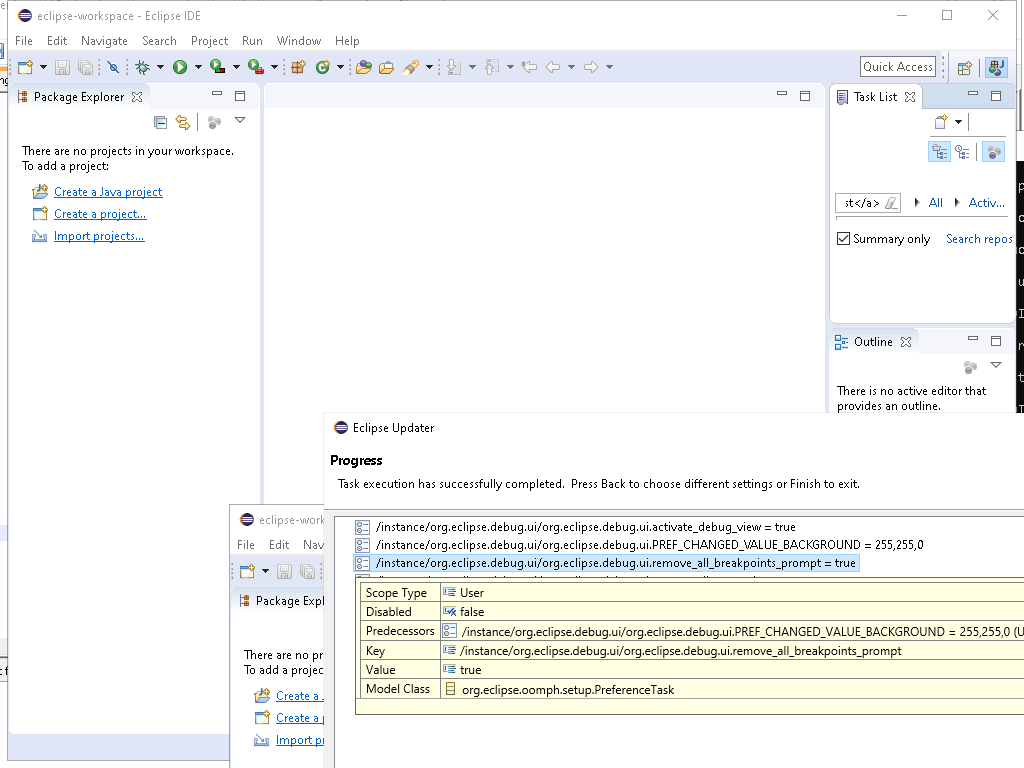 eclipse-workspace - Eclipse IDE
File Edit Navigate Search Project Run Window Help
Quick Access
Package Explorer
Task List
There are no projects in your workspace.
To add a project:
Create a Java project
Create a project...
Import projects...
st</a> All Activ...
Summary only Search repos
Outline
There is no active editor that
provides an outline.
Eclipse Updater
Progress
Task execution has successfully completed. Press Back to choose different settings or Finish to exit.
/instance/org.eclipse.debug.ui/org.eclipse.debug.ui.activate_debug_view = true
/instance/org.eclipse.debug.ui/org.eclipse.debug.ui.PREF_CHANGED_VALUE_BACKGROUND = 255,255,0
/instance/org.eclipse.debug.ui/org.eclipse.debug.ui.remove_all_breakpoints_prompt = true
Scope Type User
Disabled false
Predecessors /instance/org.eclipse.debug.ui/org.eclipse.debug.ui.PREF_CHANGED_VALUE_BACKGROUND = 255,255,0 (U
Key /instance/org.eclipse.debug.ui/org.eclipse.debug.ui.remove_all_breakpoints_prompt
Value true
Model Class org.eclipse.oomph.setup.PreferenceTask
eclipse-work
File Edit Nav
Package Expl
There are no pr
To add a projec
Create a J
Create a p
Import pr